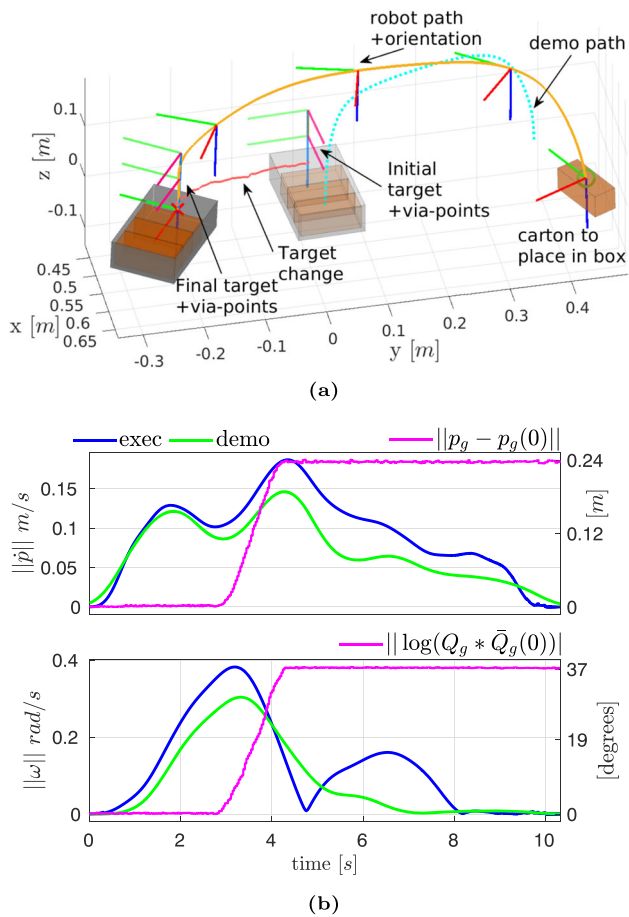 robot path
+orientation
demo path
0.1
0
-0.1
z [m]
Initial
target
+via-points
Target
change
Final target
+via-points
carton to
place in box
0.45
0.5
0.55
0.6
0.65
x [m]
-0.3
-0.2
-0.1
0
0.1
0.2
0.3
0.4
y [m]
(a)
exec demo ||p_g − p_g(0)||
0.15
0.1
0.05
0
||ṗ|| m/s
0.24
0.12
0
[m]
|| log(Q_g * Q̄_g(0))|
0.4
0.2
0
||ω|| rad/s
37
19
0
[degrees]
0 2 4 6 8 10
time [s]
(b)